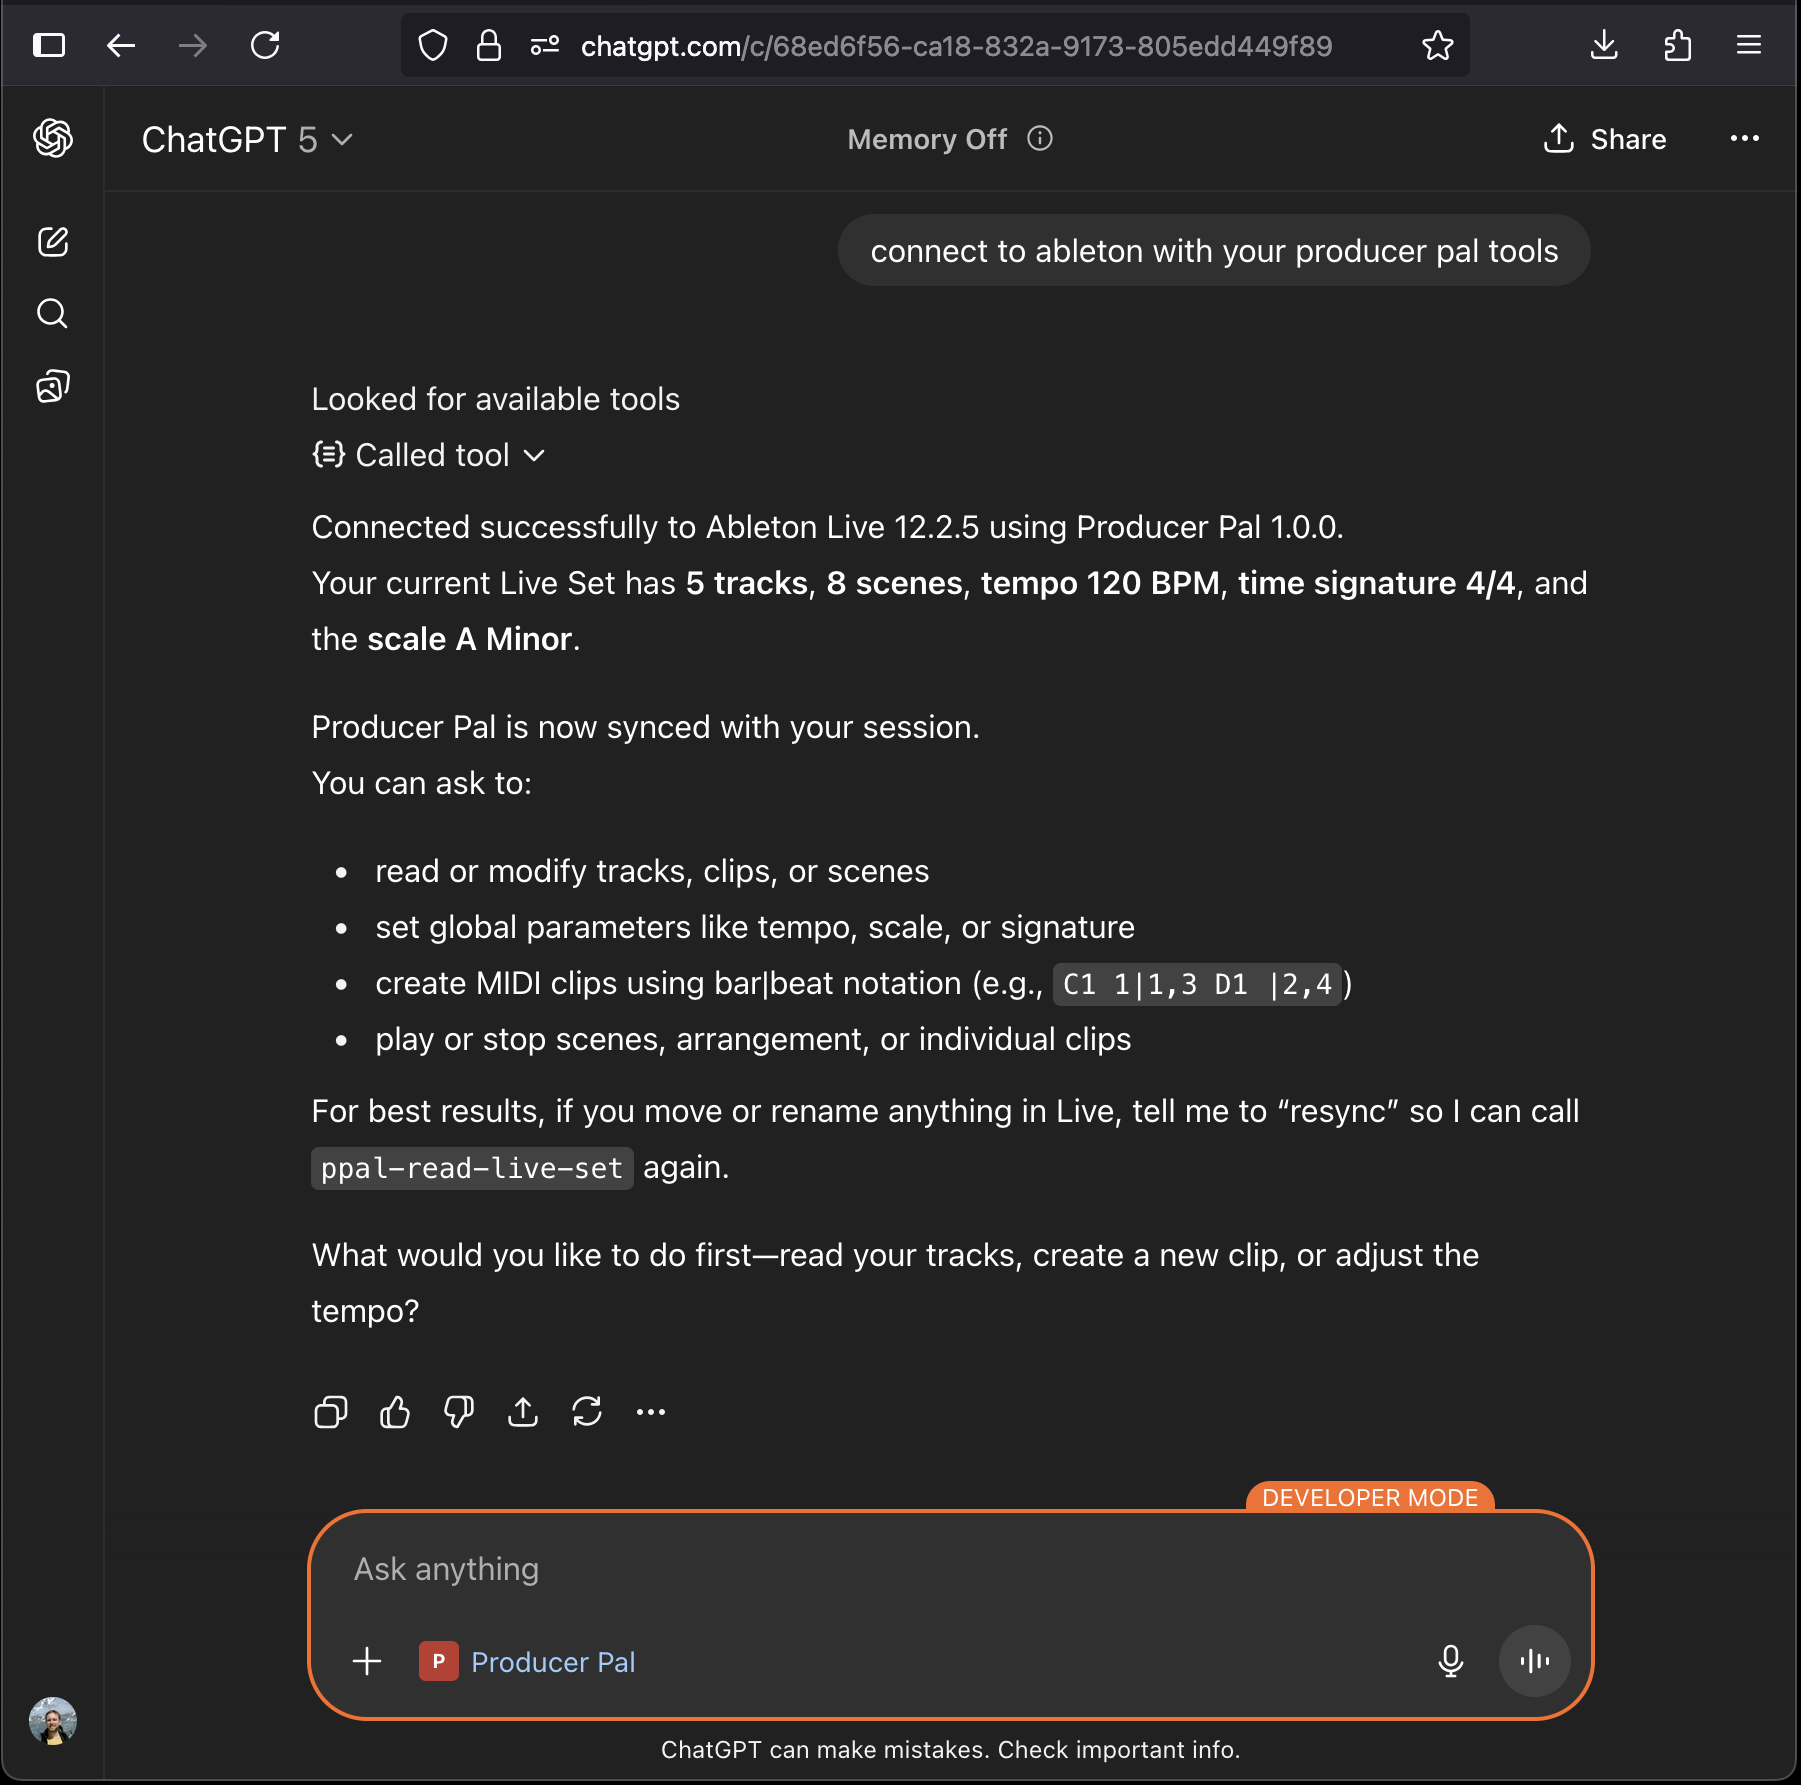 chatgpt.com/c/68ed6f56-ca18-832a-9173-805edd449f89
ChatGPT 5
Memory Off
Share
connect to ableton with your producer pal tools
Looked for available tools
Called tool
Connected successfully to Ableton Live 12.2.5 using Producer Pal 1.0.0.
Your current Live Set has 5 tracks, 8 scenes, tempo 120 BPM, time signature 4/4, and
the scale A Minor.
Producer Pal is now synced with your session.
You can ask to:
• read or modify tracks, clips, or scenes
• set global parameters like tempo, scale, or signature
• create MIDI clips using bar|beat notation (e.g., C1 1|1,3 D1 |2,4)
• play or stop scenes, arrangement, or individual clips
For best results, if you move or rename anything in Live, tell me to “resync” so I can call
ppal-read-live-set again.
What would you like to do first—read your tracks, create a new clip, or adjust the
tempo?
DEVELOPER MODE
Ask anything
P Producer Pal
ChatGPT can make mistakes. Check important info.